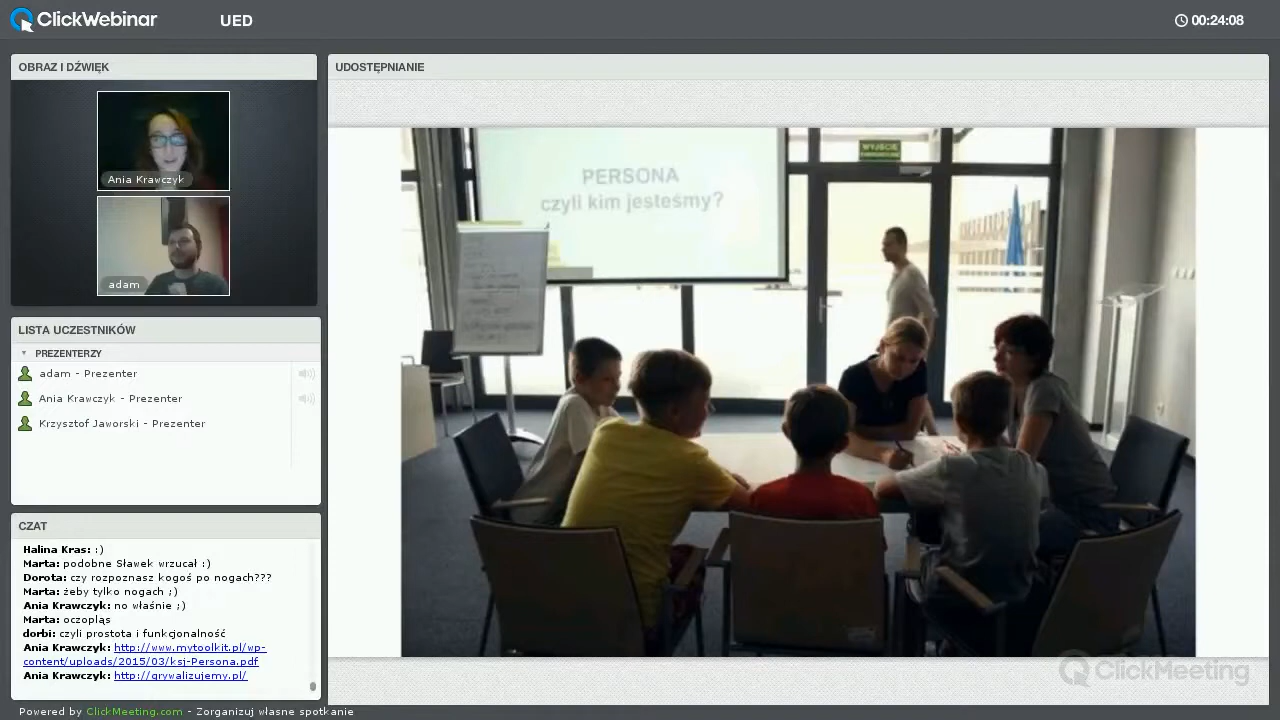 ClickWebinar
UED
00:24:08
OBRAZ I DŹWIĘK
Ania Krawczyk
adam
UDOSTĘPNIANIE
PERSONA
czyli kim jesteśmy?
WYJŚCIE
LISTA UCZESTNIKÓW
PREZENTERZY
adam - Prezenter
Ania Krawczyk - Prezenter
Krzysztof Jaworski - Prezenter
CZAT
Halina Kras: :)
Marta: podobne Sławek wrzucał :)
Dorota: czy rozpoznasz kogoś po nogach???
Marta: żeby tylko nogach ;)
Ania Krawczyk: no właśnie ;)
Marta: oczopląs
dorbi: czyli prostota i funkcjonalność
Ania Krawczyk: http://www.mytoolkit.pl/wp-
content/uploads/2015/03/ksj-Persona.pdf
Ania Krawczyk: http://grywalizujemy.pl/
ClickMeeting
Powered by ClickMeeting.com - Zorganizuj własne spotkanie